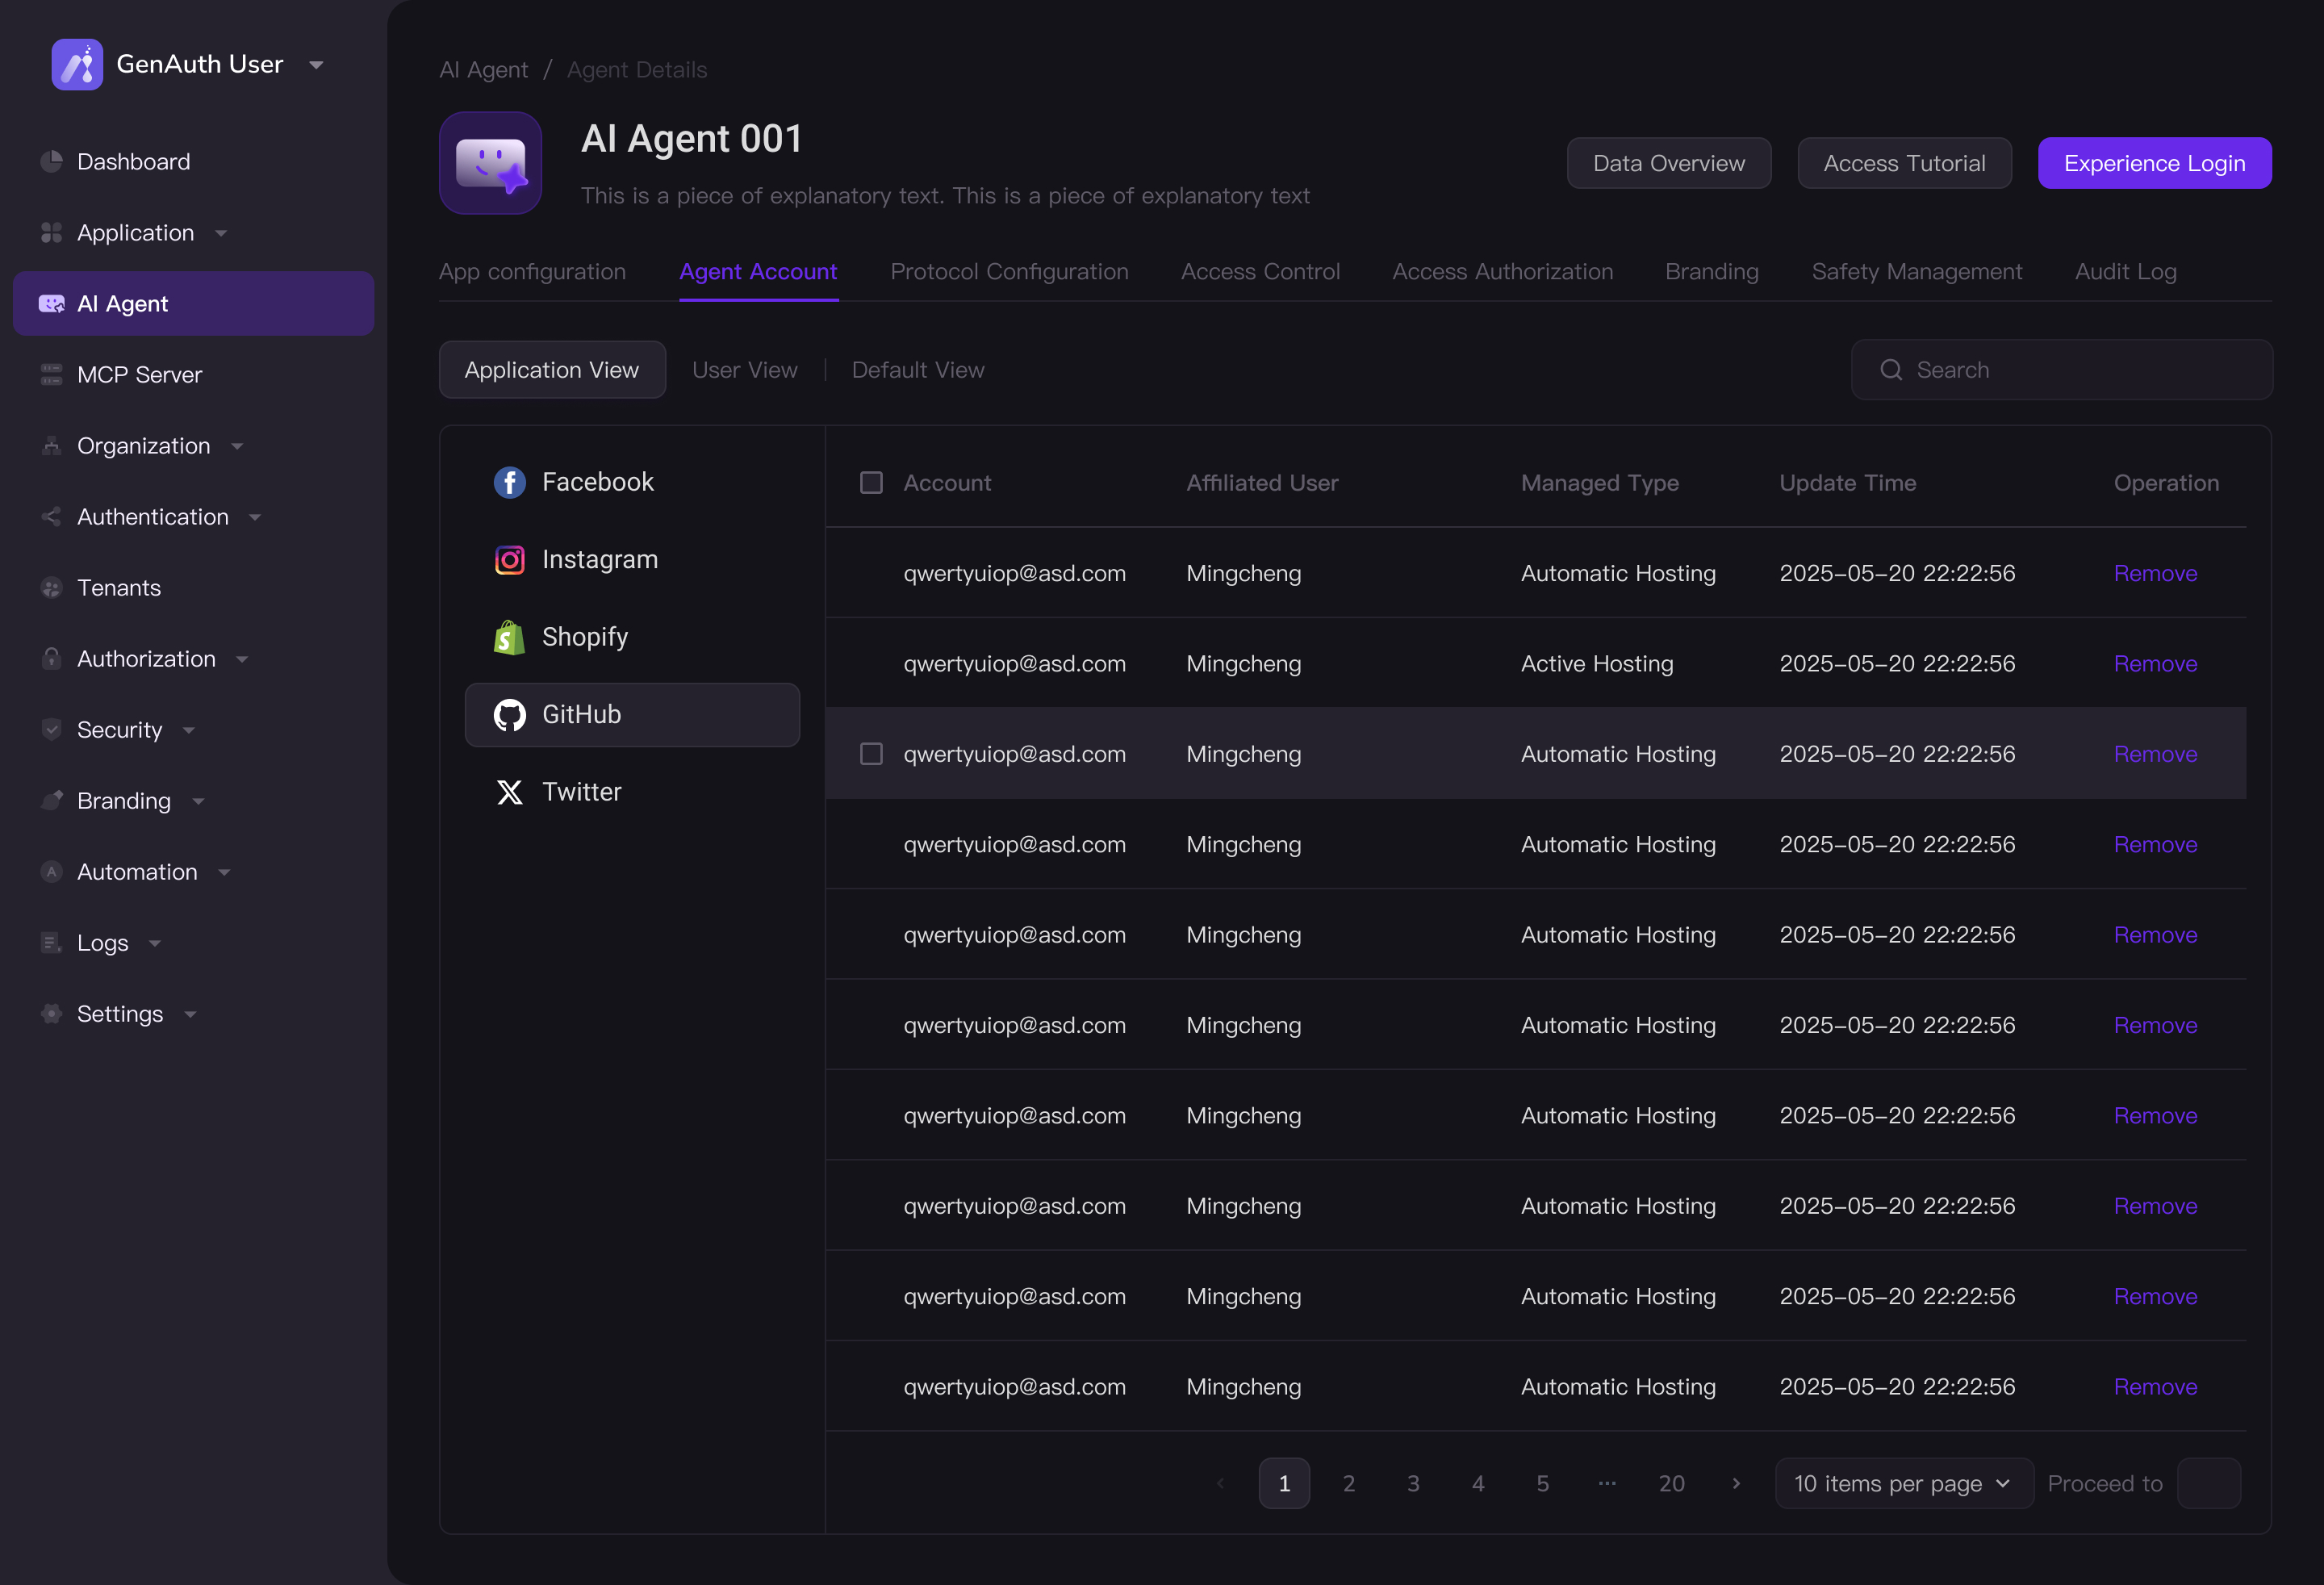 GenAuth User
Dashboard
Application
AI Agent
MCP Server
Organization
Authentication
Tenants
Authorization
Security
Branding
Automation
Logs
Settings
AI Agent / Agent Details
AI Agent 001
This is a piece of explanatory text. This is a piece of explanatory text
Data Overview Access Tutorial Experience Login
App configuration Agent Account Protocol Configuration Access Control Access Authorization Branding Safety Management Audit Log
Application View User View Default View
Search
Facebook
Instagram
Shopify
GitHub
Twitter
Account Affiliated User Managed Type Update Time Operation
qwertyuiop@asd.com Mingcheng Automatic Hosting 2025-05-20 22:22:56 Remove
qwertyuiop@asd.com Mingcheng Active Hosting 2025-05-20 22:22:56 Remove
qwertyuiop@asd.com Mingcheng Automatic Hosting 2025-05-20 22:22:56 Remove
qwertyuiop@asd.com Mingcheng Automatic Hosting 2025-05-20 22:22:56 Remove
qwertyuiop@asd.com Mingcheng Automatic Hosting 2025-05-20 22:22:56 Remove
qwertyuiop@asd.com Mingcheng Automatic Hosting 2025-05-20 22:22:56 Remove
qwertyuiop@asd.com Mingcheng Automatic Hosting 2025-05-20 22:22:56 Remove
qwertyuiop@asd.com Mingcheng Automatic Hosting 2025-05-20 22:22:56 Remove
qwertyuiop@asd.com Mingcheng Automatic Hosting 2025-05-20 22:22:56 Remove
qwertyuiop@asd.com Mingcheng Automatic Hosting 2025-05-20 22:22:56 Remove
1 2 3 4 5 ··· 20 10 items per page Proceed to